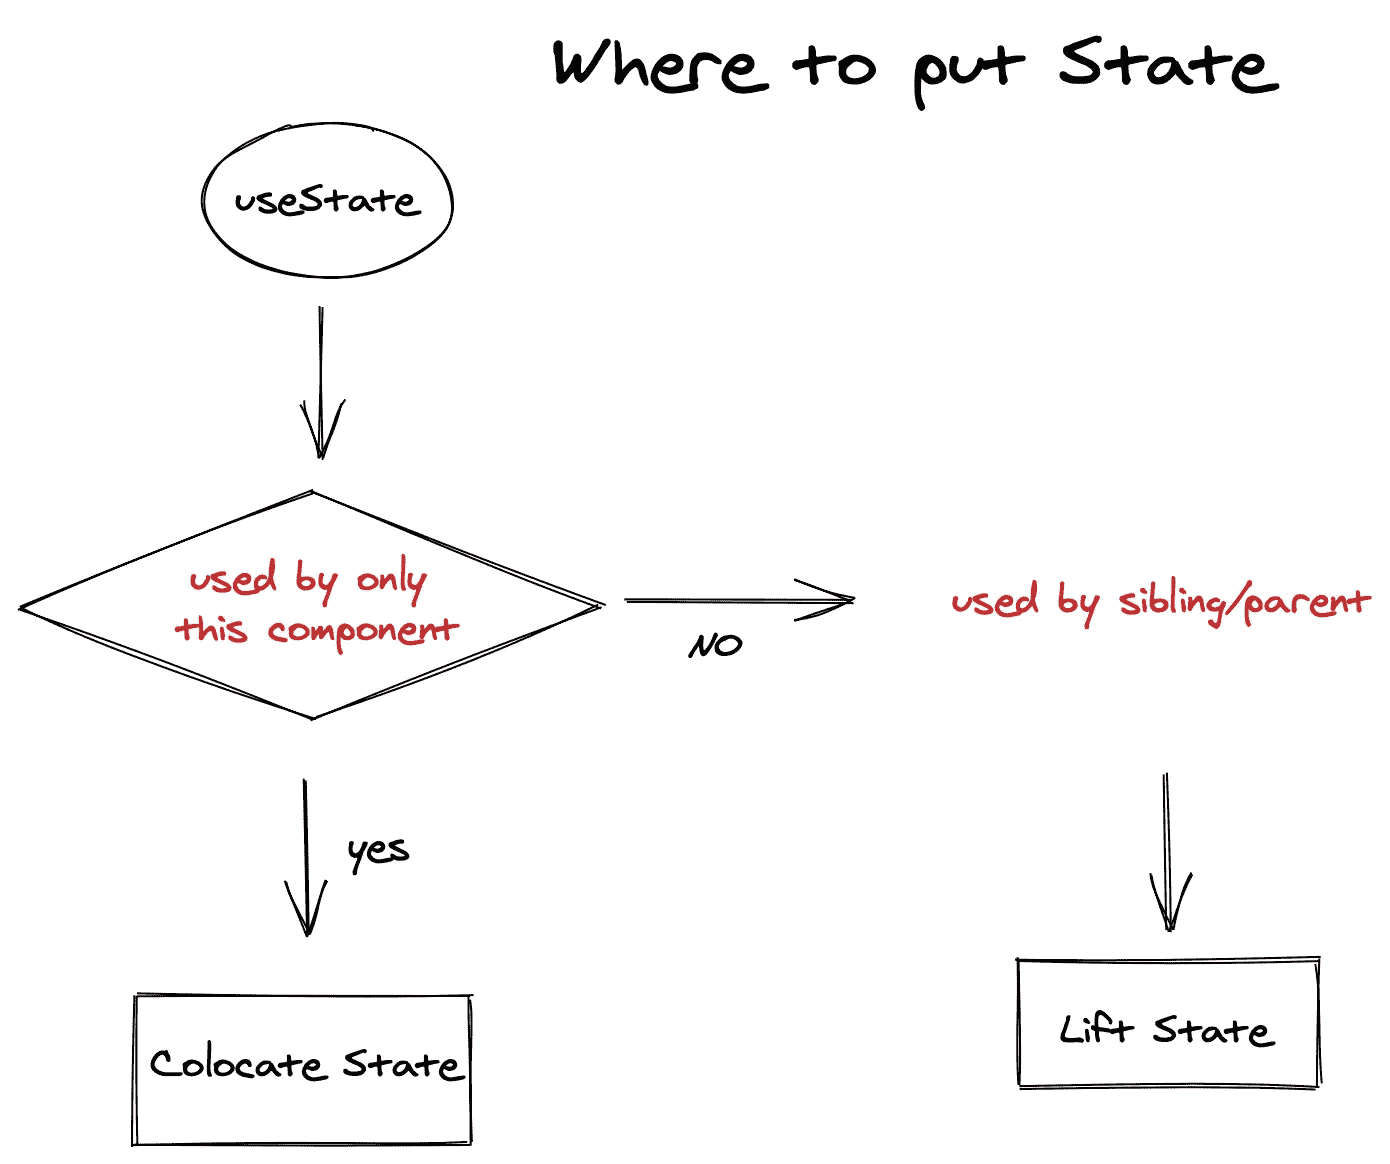 Where to put State
useState
used by only
this component
NO
used by sibling/parent
yes
Colocate State
Lift State